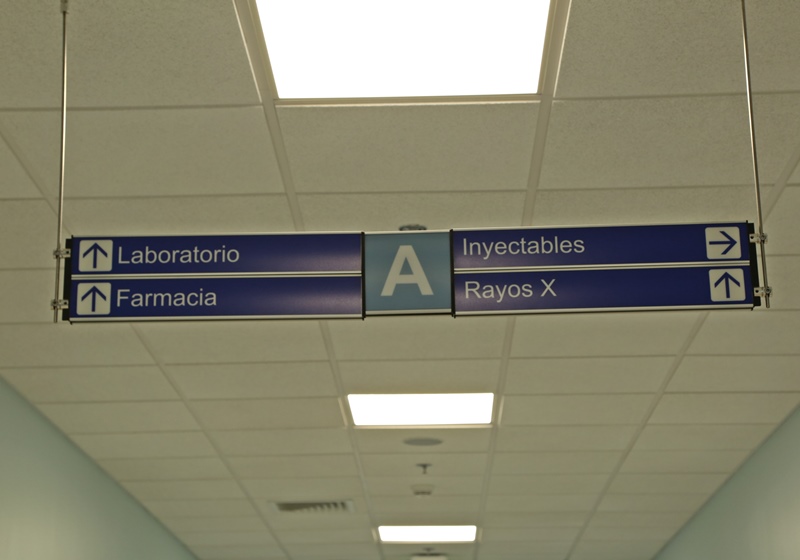 Laboratorio
Farmacia
A
Inyectables
Rayos X